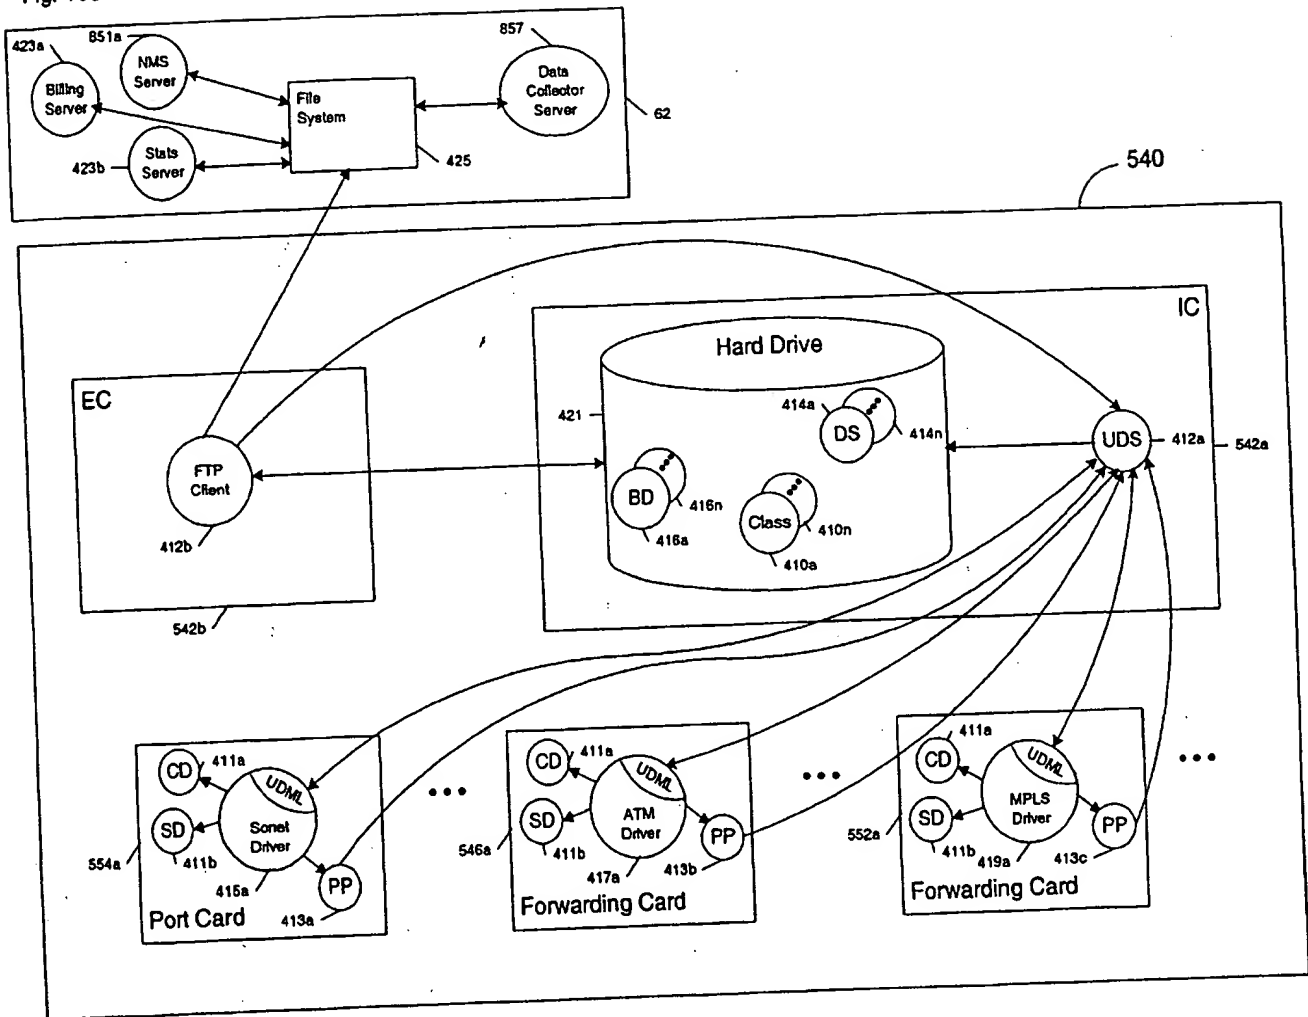 423a
851a
857
NMS
Server
Billing
Server
File
System
Data
Collector
Server
62
423b
Stats
Server
425
540
IC
EC
Hard Drive
421
414a
DS
414n
UDS
412a
542a
FTP
Client
BD
416n
416a
Class
410n
410a
412b
542b
411a
CD
UDML
SD
Sonet
Driver
411b
554a
415a
PP
Port Card
413a
•••
411a
CD
UDML
SD
ATM
Driver
PP
546a
411b
417a
413b
Forwarding Card
•••
411a
CD
UDML
SD
MPLS
Driver
PP
552a
411b
419a
413c
Forwarding Card
•••